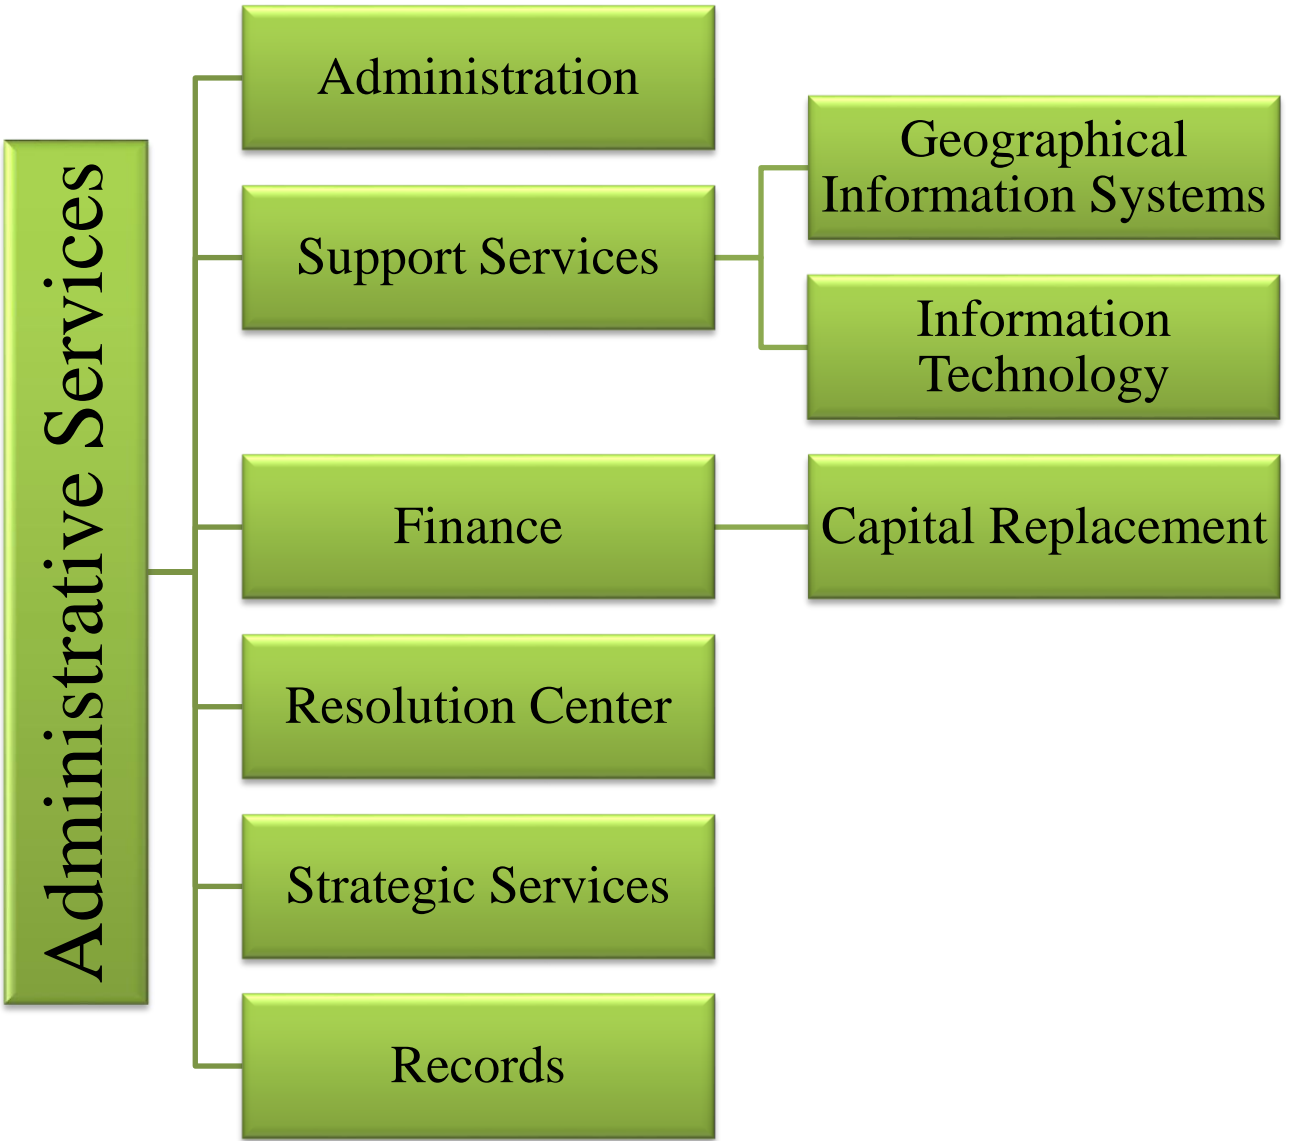 Administrative Services
Administration
Support Services
Geographical
Information Systems
Information
Technology
Finance
Capital Replacement
Resolution Center
Strategic Services
Records